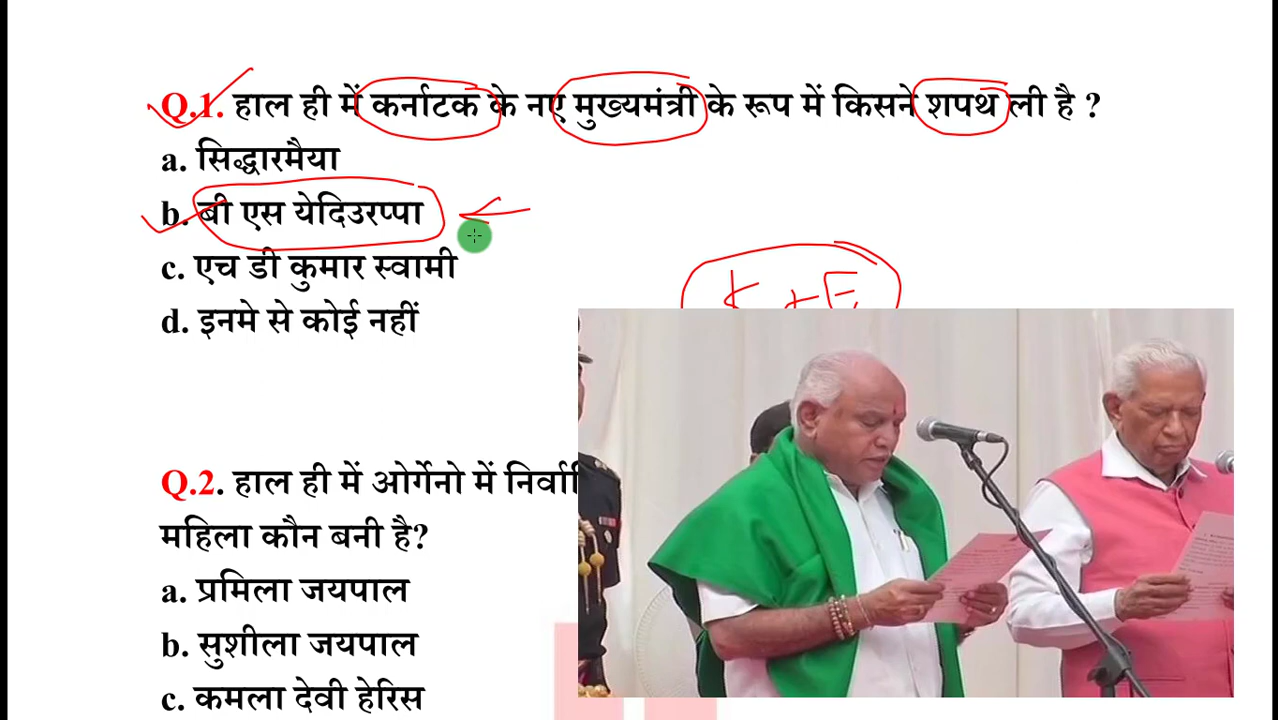 Q.1. हाल ही में कर्नाटक के नए मुख्यमंत्री के रूप में किसने शपथ ली है ?
a. सिद्धारमैया
b. बी एस येदिउरप्पा
c. एच डी कुमार स्वामी
d. इनमे से कोई नहीं
Q.2. हाल ही में ओर्गेनो में
महिला कौन बनी है?
a. प्रमिला जयपाल
b. सुशीला जयपाल
c. कमला देवी हेरिस